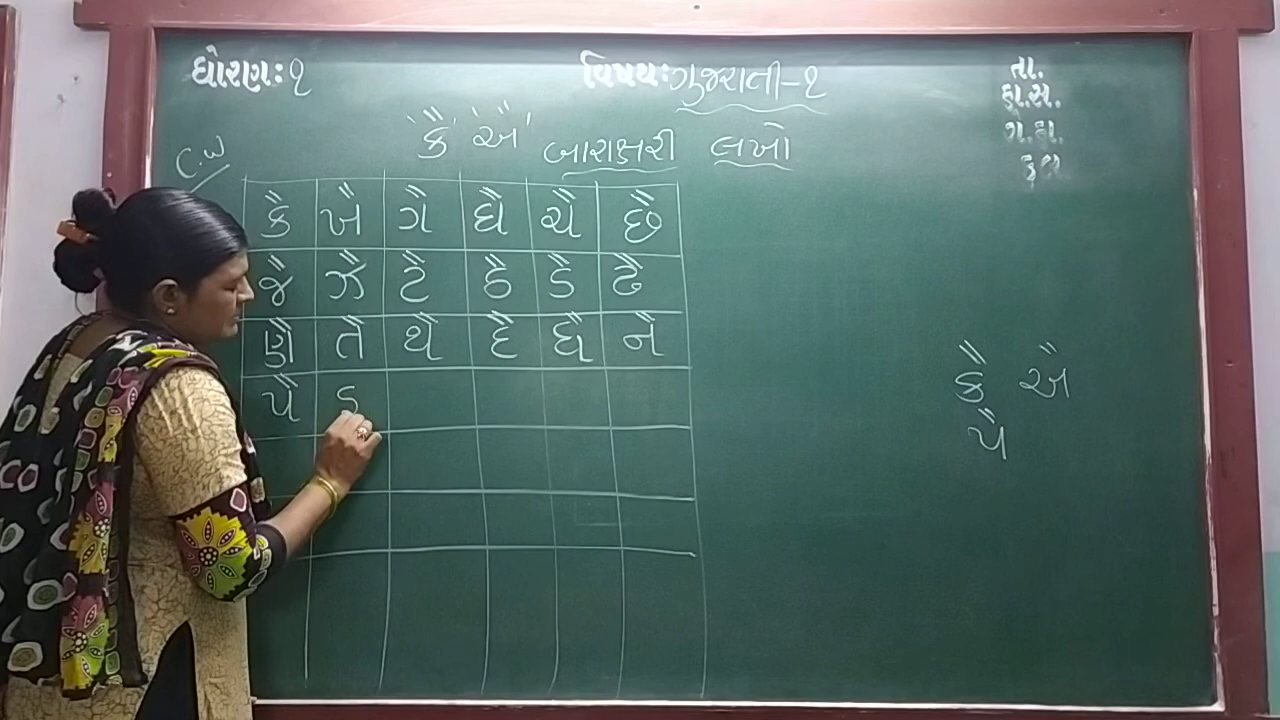 ધોરણ: ૧
વિષય: ગુજરાતી-૧
તા.
હા.સ.
ગે.હા.
કુલ
'કૈ' 'ઐ' બારાક્ષરી લખો
C.W
કૈ ખૈ ગૈ ઘૈ ચૈ છૈ
જૈ ઝૈ ટૈ ઠૈ ડૈ ઢૈ
ણૈ તૈ થૈ દૈ ધૈ નૈ
પૈ
કૈ ઐ
પૈ